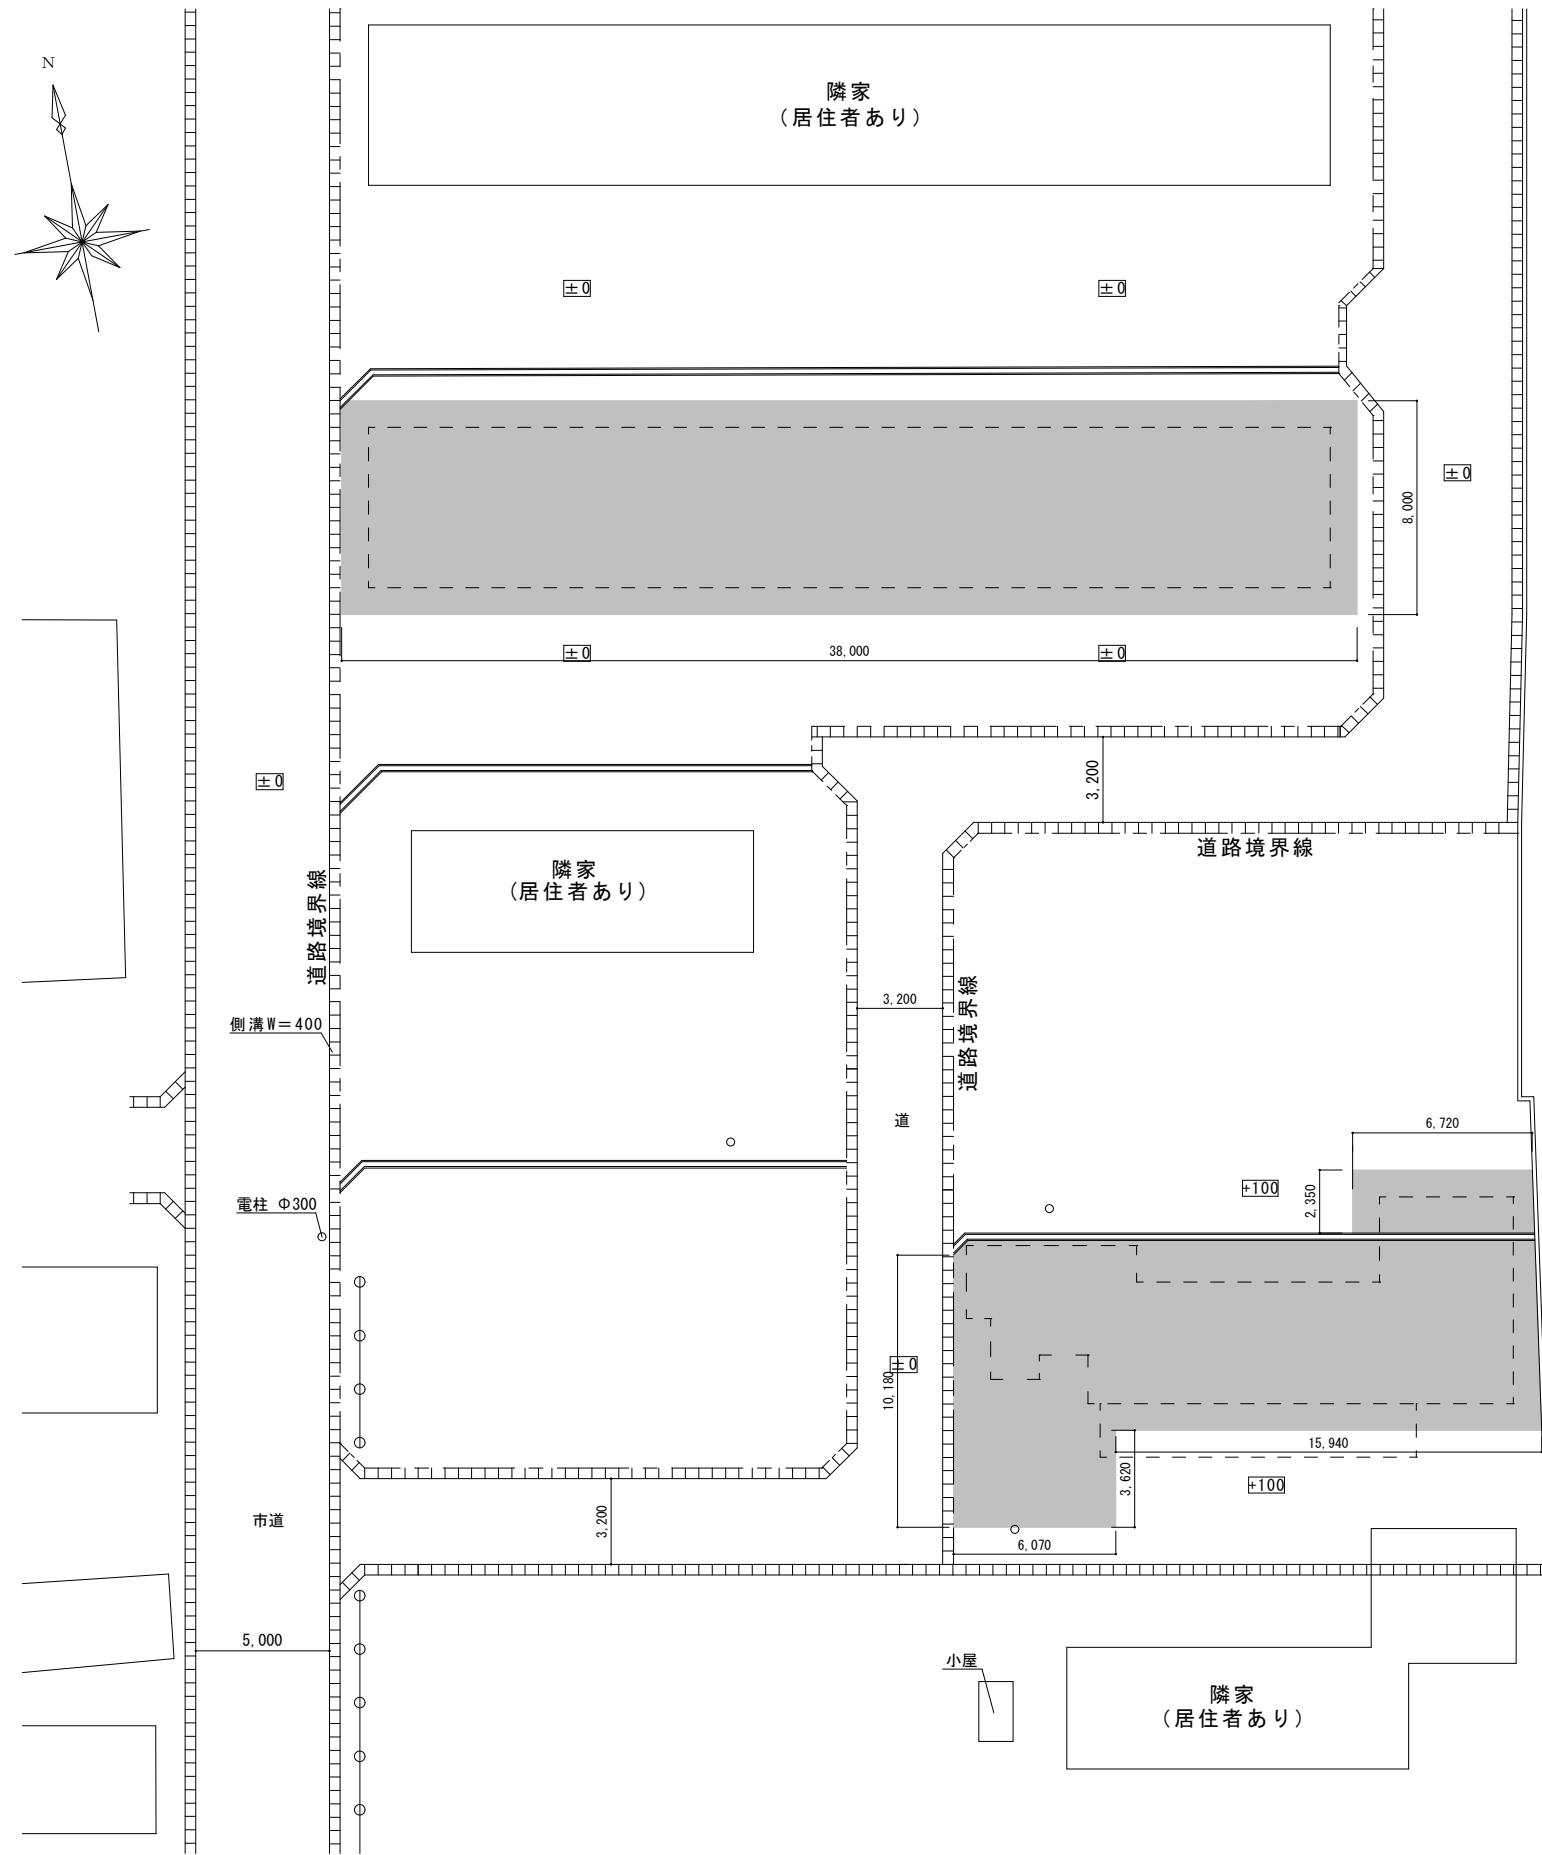 N
隣家
(居住者あり)
±0
±0
±0
8,000
±0
38,000
±0
±0
3,200
道路境界線
隣家
(居住者あり)
道路境界線
3,200
道路境界線
側溝W=400
道
6,720
+100
2,350
電柱 Φ300
±0
10,180
15,940
3,620
+100
市道
3,200
6,070
5,000
小屋
隣家
(居住者あり)